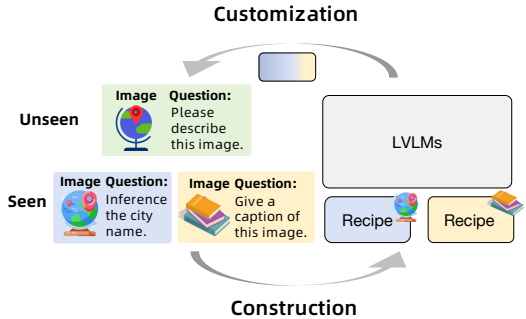 Customization
Unseen
Image Question:
Please
describe
this image.
LVLMs
Seen
Image Question:
Inference
the city
name.
Image Question:
Give a
caption of
this image.
Recipe
Recipe
Construction